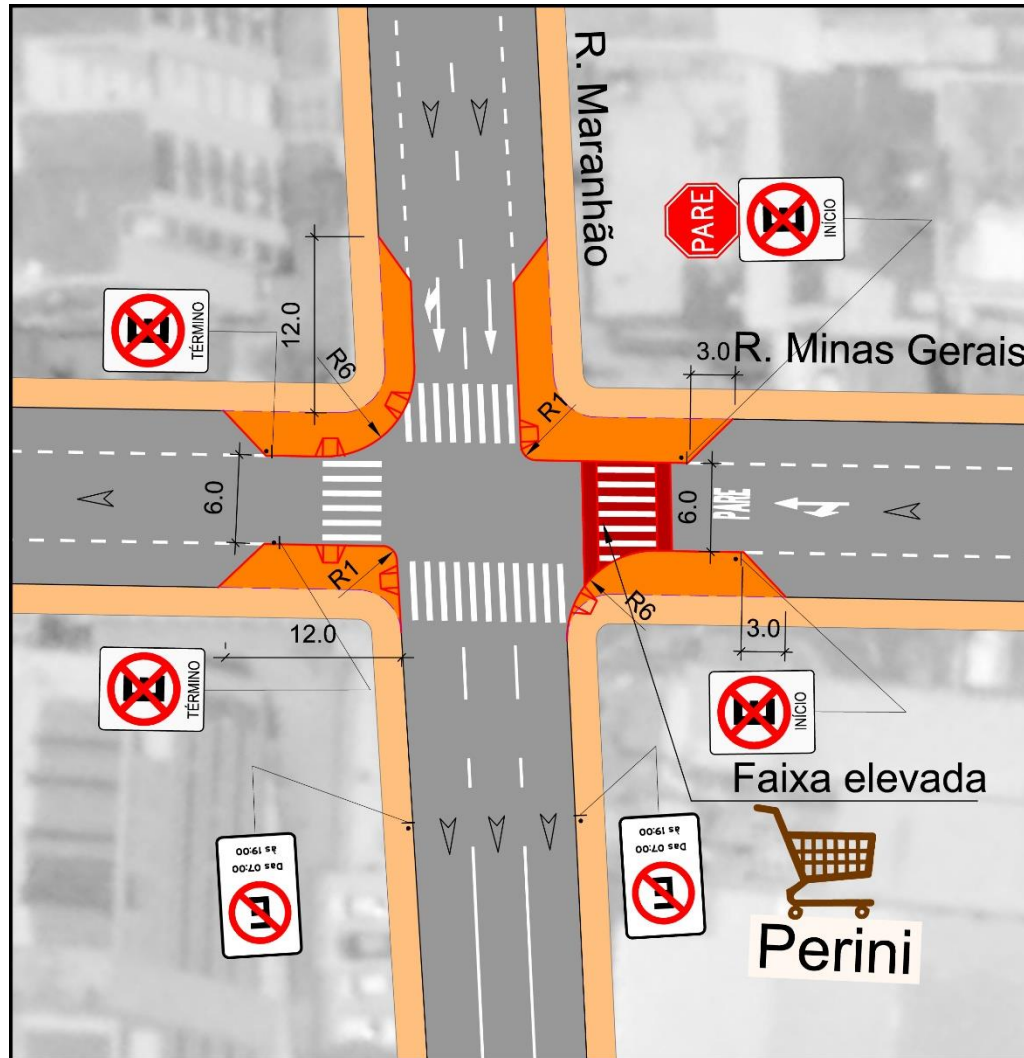 R. Maranhão
PARE
E
INÍCIO
E
TÉRMINO
12.0
R6
R1
3.0
R. Minas Gerais
6.0
6.0
PARE
R1
R6
12.0
3.0
E
TÉRMINO
E
INÍCIO
Faixa elevada
E
Das 07:00
às 19:00
E
Das 07:00
às 19:00
Perini